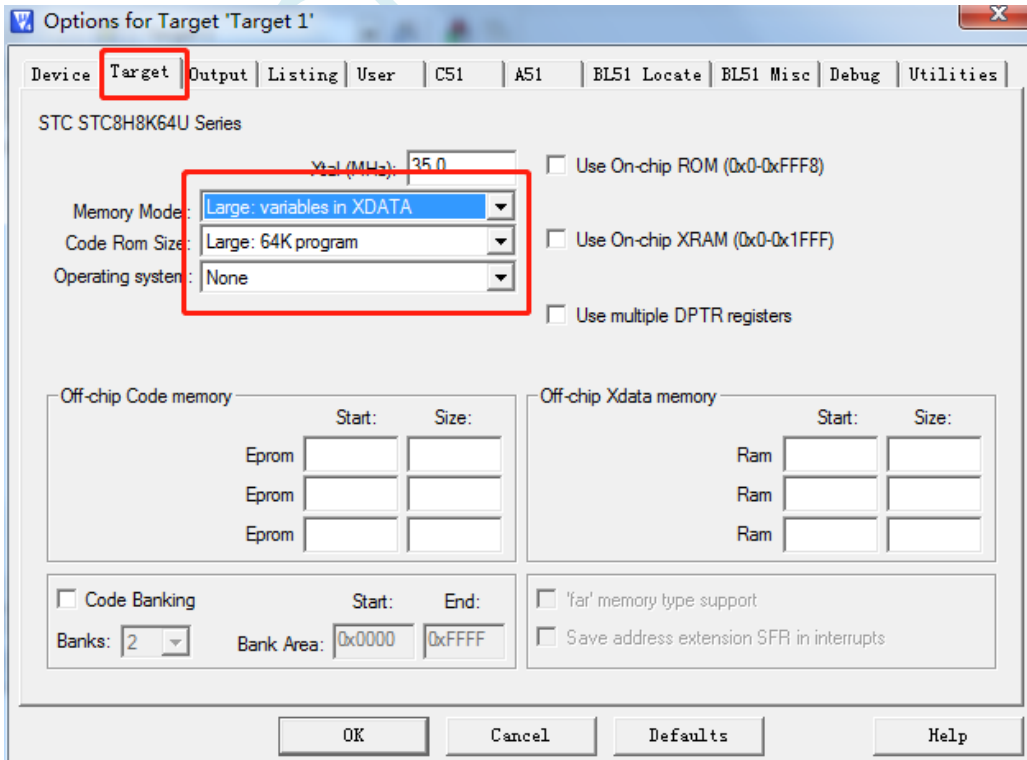 Options for Target 'Target 1'
Device Target Output Listing User C51 A51 BL51 Locate BL51 Misc Debug Utilities
STC STC8H8K64U Series
Xtal (MHz): 35.0 Use On-chip ROM (0x0-0xFFF8)
Memory Model: Large: variables in XDATA
Code Rom Size: Large: 64K program Use On-chip XRAM (0x0-0x1FFF)
Operating system: None
Use multiple DPTR registers
Off-chip Code memory Off-chip Xdata memory
Start: Size: Start: Size:
Eprom Ram
Eprom Ram
Eprom Ram
Code Banking Start: End: 'far' memory type support
Banks: 2 Bank Area: 0x0000 0xFFFF Save address extension SFR in interrupts
OK Cancel Defaults Help